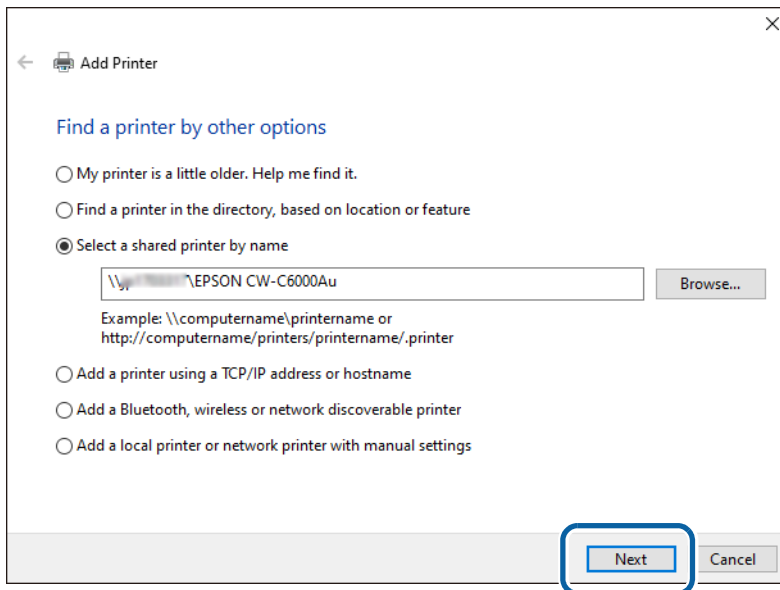 Add Printer
Find a printer by other options
My printer is a little older. Help me find it.
Find a printer in the directory, based on location or feature
Select a shared printer by name
\\ \EPSON CW-C6000Au
Browse...
Example: \\computername\printername or
http://computername/printers/printername/.printer
Add a printer using a TCP/IP address or hostname
Add a Bluetooth, wireless or network discoverable printer
Add a local printer or network printer with manual settings
Next
Cancel